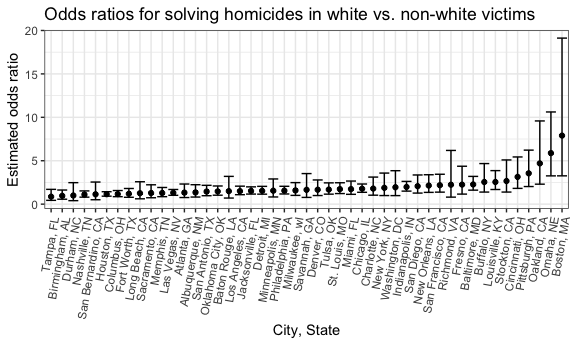 Odds ratios for solving homicides in white vs. non-white victims
Estimated odds ratio
20
15
10
5
0
Tampa, FL
Birmingham, AL
Durham, NC
Nashville, TN
San Bernardino, CA
Houston, TX
Columbus, OH
Fort Worth, TX
Long Beach, CA
Sacramento, CA
Memphis, TN
Las Vegas, NV
Atlanta, GA
Albuquerque, NM
San Antonio, TX
Oklahoma City, OK
Baton Rouge, LA
Los Angeles, CA
Jacksonville, FL
Detroit, MI
Minneapolis, MN
Philadelphia, PA
Milwaukee, wI
Savannah, GA
Denver, CO
Tulsa, OK
St. Louis, MO
Miami, FL
Chicago, IL
Charlotte, NC
New York, NY
Washington, DC
Indianapolis, IN
San Diego, CA
New Orleans, LA
San Francisco, CA
Richmond, VA
Fresno, CA
Baltimore, MD
Buffalo, NY
Louisville, KY
Stockton, CA
Cincinnati, OH
Pittsburgh, PA
Oakland, CA
Omaha, NE
Boston, MA
City, State